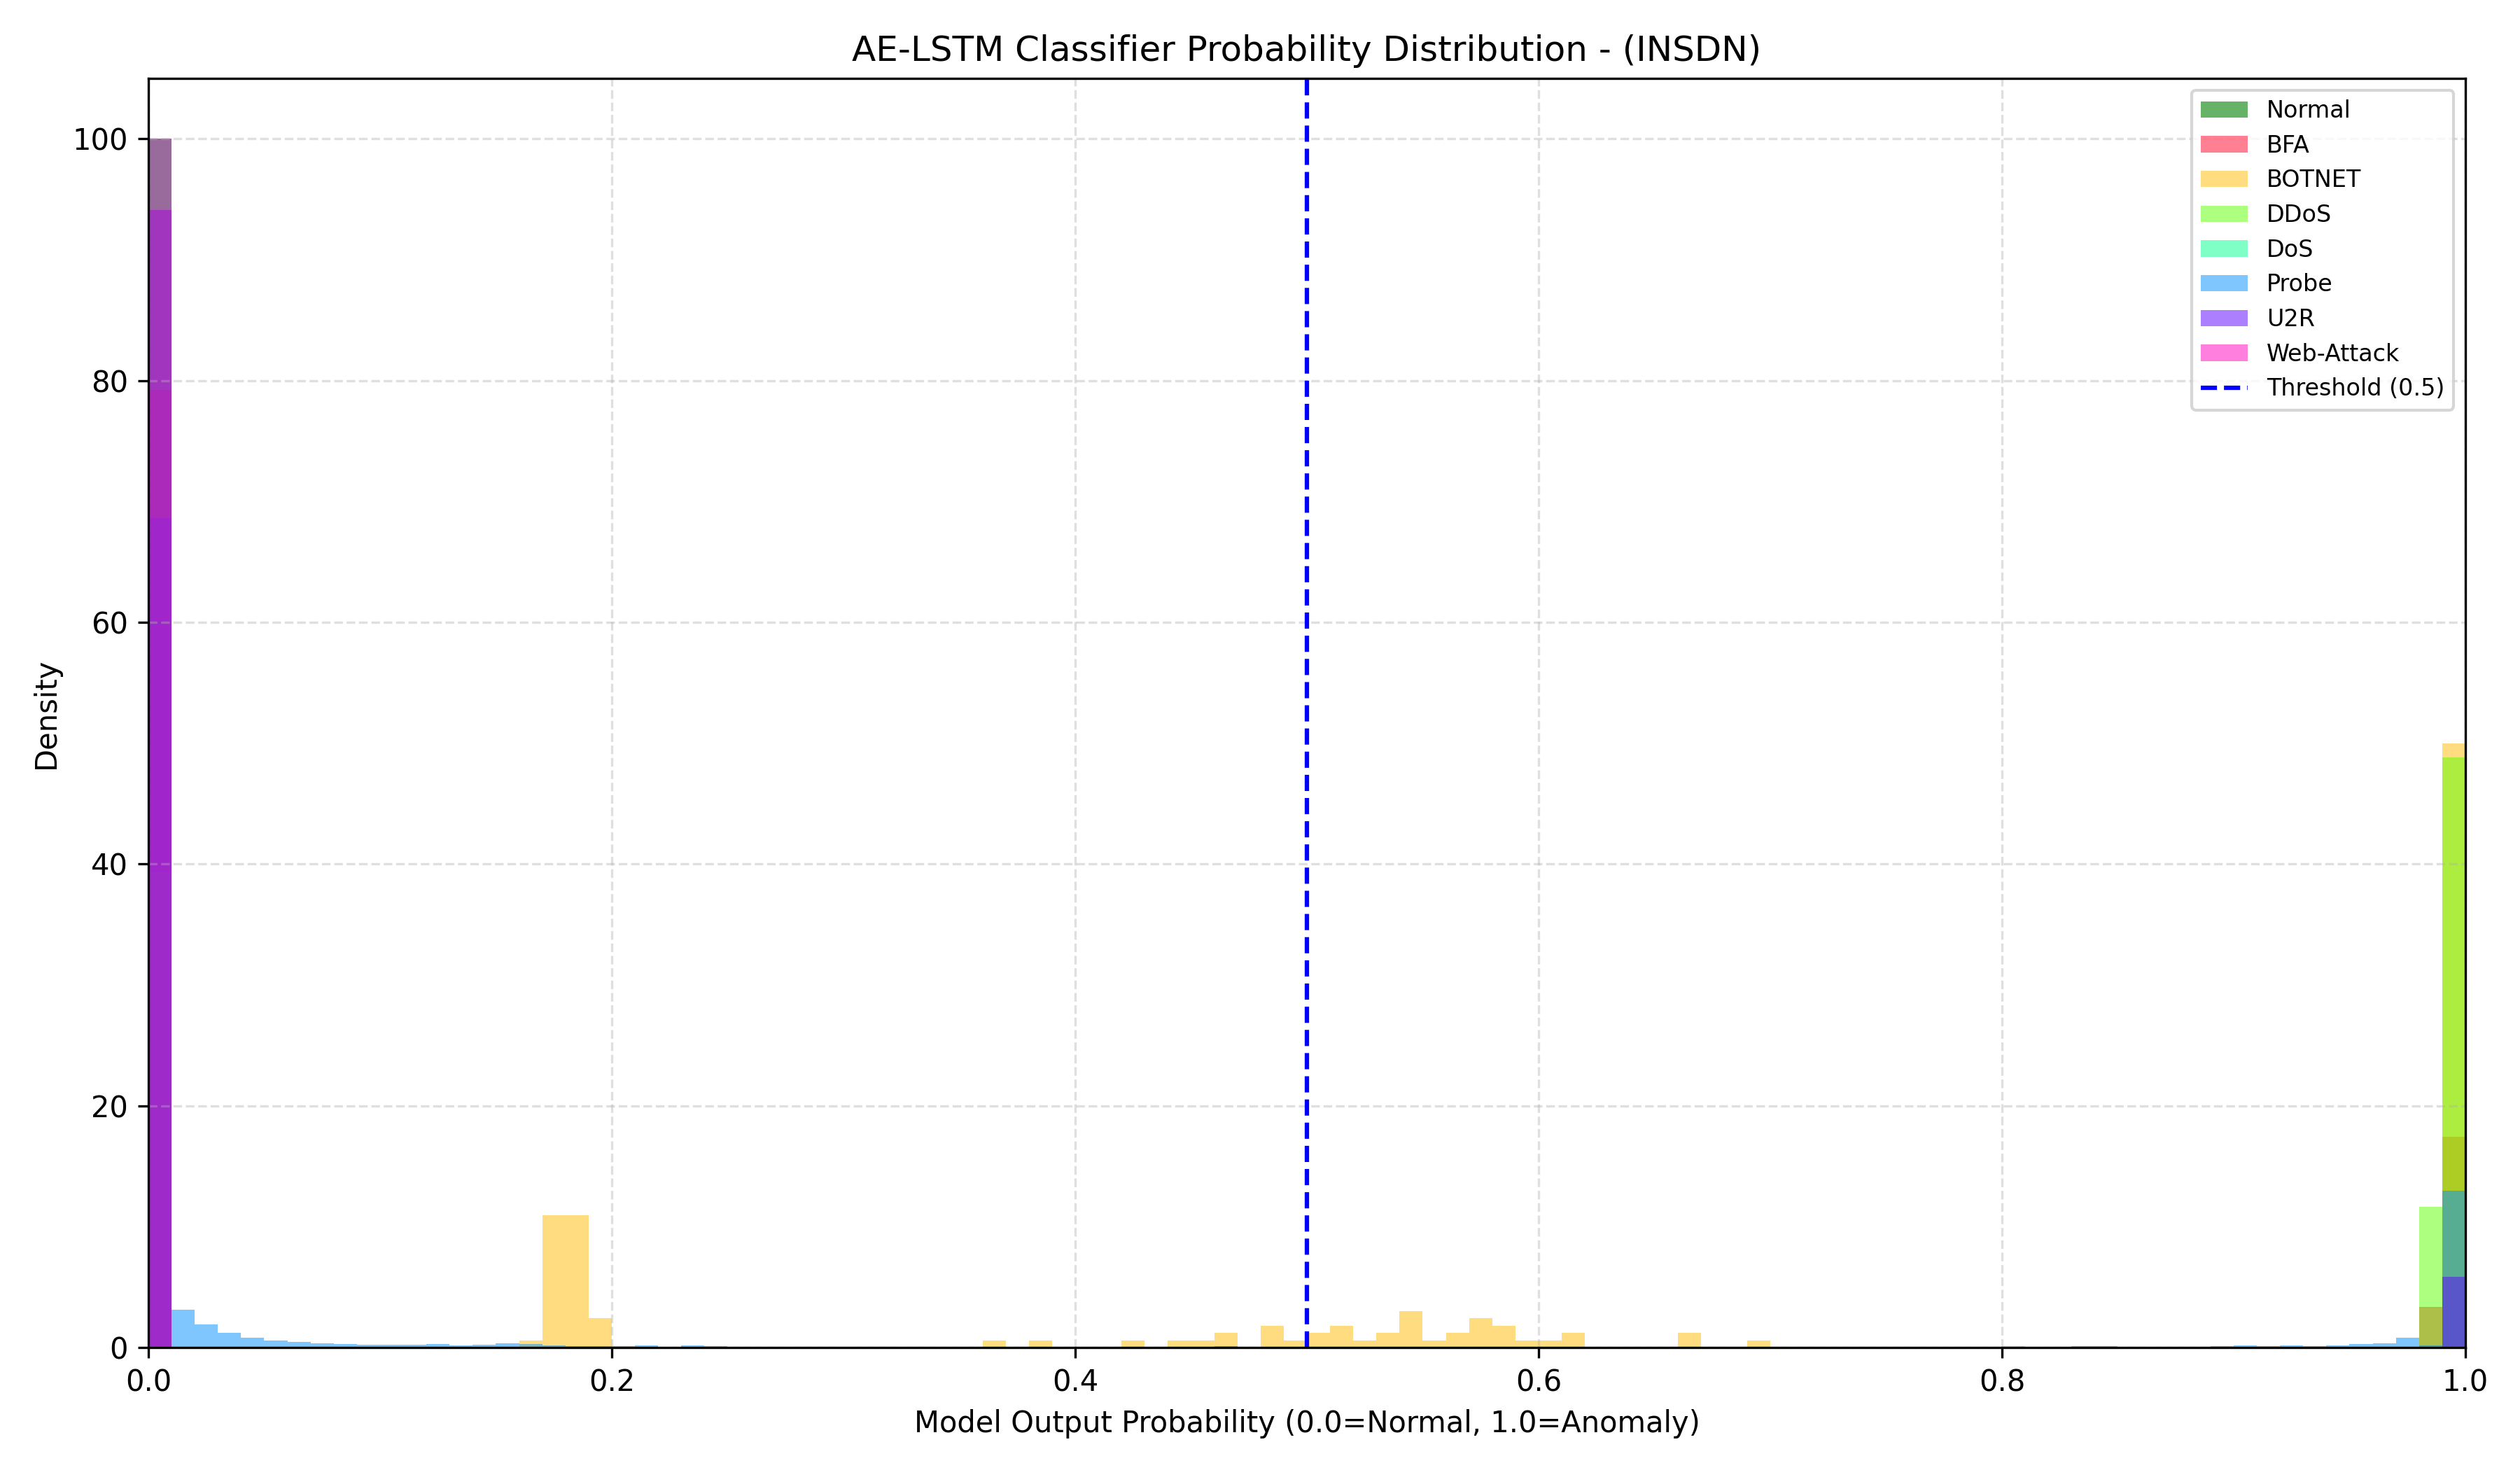 AE-LSTM Classifier Probability Distribution - (INSDN)
Normal
BFA
BOTNET
DDoS
DoS
Probe
U2R
Web-Attack
Threshold (0.5)
Density
100
80
60
40
20
0
0.0
0.2
0.4
0.6
0.8
1.0
Model Output Probability (0.0=Normal, 1.0=Anomaly)